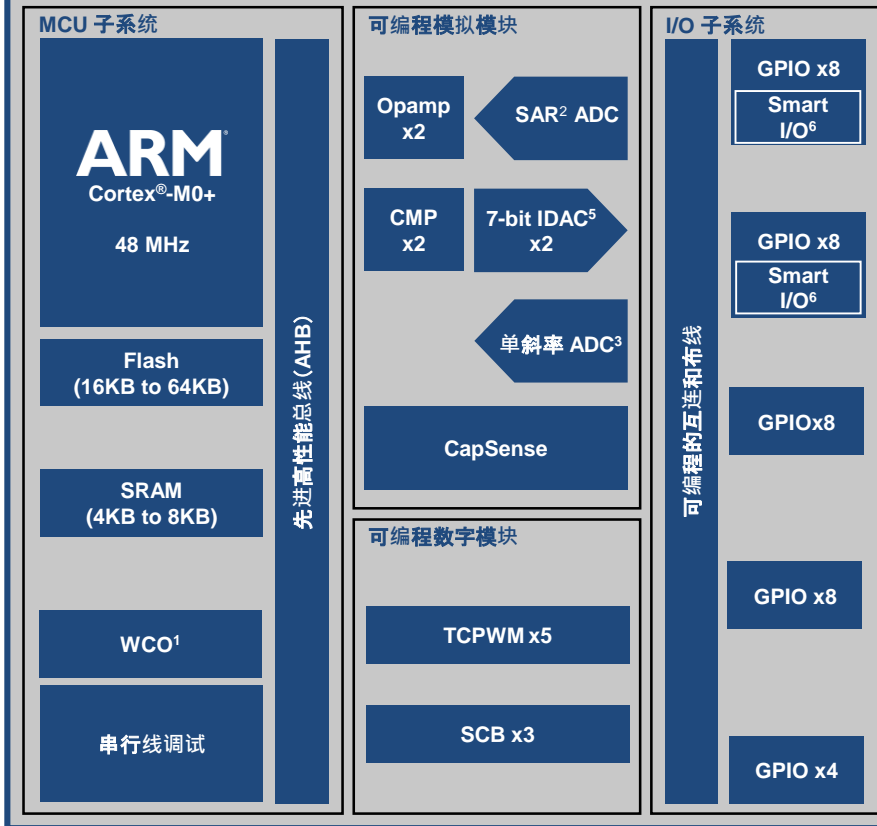 MCU 子系统
ARM®
Cortex®-M0+
48 MHz
Flash
(16KB to 64KB)
SRAM
(4KB to 8KB)
WCO¹
串行线调试
先进高性能总线(AHB)
可编程模拟模块
Opamp
x2
SAR² ADC
CMP
x2
7-bit IDAC⁵
x2
单斜率 ADC³
CapSense
可编程数字模块
TCPWM x5
SCB x3
I/O 子系统
可编程的互连和布线
GPIO x8
Smart
I/O⁶
GPIO x8
Smart
I/O⁶
GPIOx8
GPIO x8
GPIO x4